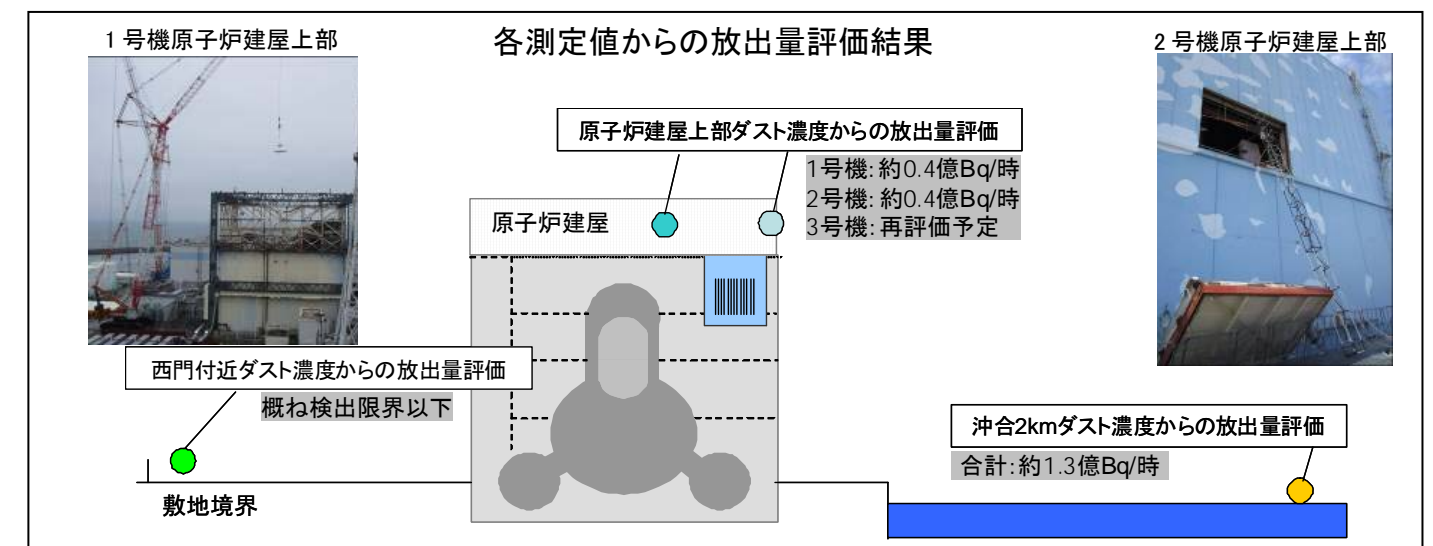 1号機原子炉建屋上部
各測定値からの放出量評価結果
2号機原子炉建屋上部
原子炉建屋上部ダスト濃度からの放出量評価
1号機:約0.4億Bq/時
2号機:約0.4億Bq/時
3号機:再評価予定
原子炉建屋
西門付近ダスト濃度からの放出量評価
概ね検出限界以下
沖合2kmダスト濃度からの放出量評価
合計:約1.3億Bq/時
敷地境界